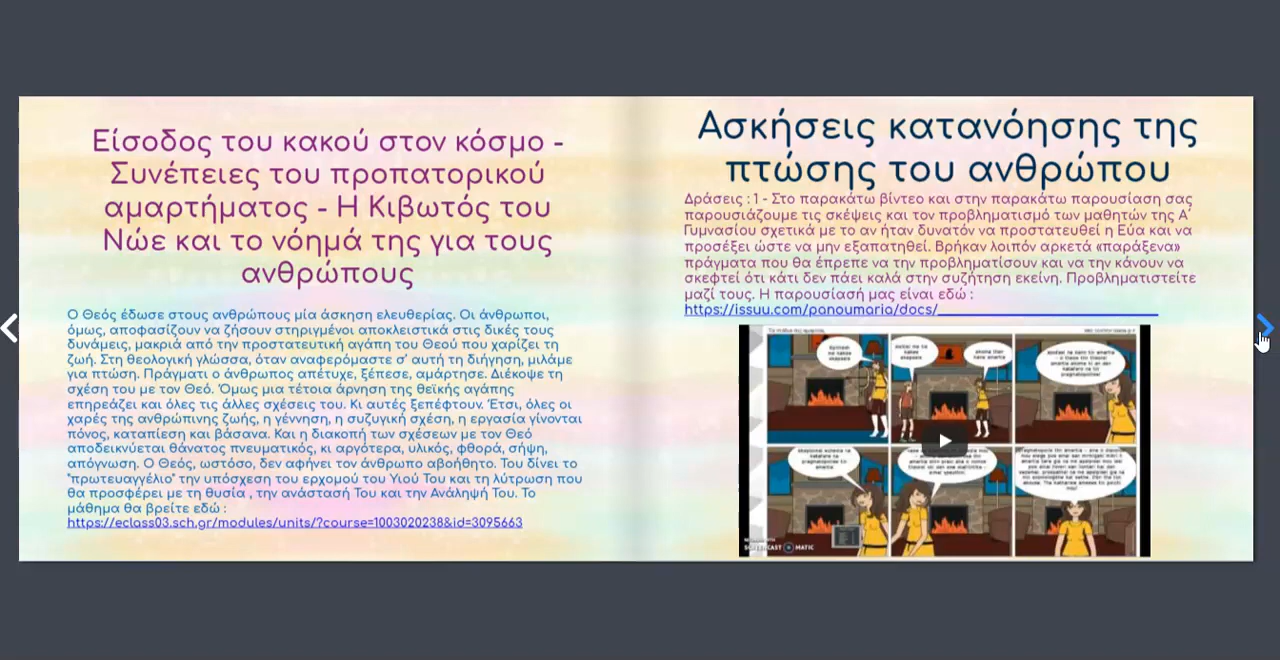 Είσοδος του κακού στον κόσμο -
Συνέπειες του προπατορικού
αμαρτήματος - Η Κιβωτός του
Νώε και το νόημά της για τους
ανθρώπους
Ο Θεός έδωσε στους ανθρώπους μία άσκηση ελευθερίας. Οι άνθρωποι,
όμως, αποφασίζουν να ζήσουν στηριγμένοι αποκλειστικά στις δικές τους
δυνάμεις, μακριά από την προστατευτική αγάπη του Θεού που χαρίζει τη
ζωή. Στη θεολογική γλώσσα, όταν αναφερόμαστε σ' αυτή τη διήγηση, μιλάμε
για πτώση. Πράγματι ο άνθρωπος απέτυχε, ξέπεσε, αμάρτησε. Διέκοψε τη
σχέση του με τον Θεό. Όμως μια τέτοια άρνηση της θεϊκής αγάπης
επηρεάζει και όλες τις άλλες σχέσεις του. Κι αυτές ξεπέφτουν. Έτσι, όλες οι
χαρές της ανθρώπινης ζωής, η γέννηση, η συζυγική σχέση, η εργασία γίνονται
πόνος, καταπίεση και βάσανα. Και η διακοπή των σχέσεων με τον Θεό
αποδεικνύεται θάνατος πνευματικός, κι αργότερα, υλικός, φθορά, σήψη,
απόγνωση. Ο Θεός, ωστόσο, δεν αφήνει τον άνθρωπο αβοήθητο. Του δίνει το
"πρωτευαγγέλιο" την υπόσχεση του ερχομού του Υιού Του και τη λύτρωση που
θα προσφέρει με τη θυσία , την ανάστασή Του και την Ανάληψή Του. Το
μάθημα θα βρείτε εδώ :
https://eclass03.sch.gr/modules/units/?course=1003020238&id=3095663
Ασκήσεις κατανόησης της
πτώσης του ανθρώπου
Δράσεις : 1 - Στο παρακάτω βίντεο και στην παρακάτω παρουσίαση σας
παρουσιάζουμε τις σκέψεις και τον προβληματισμό των μαθητών της Α΄
Γυμνασίου σχετικά με το αν ήταν δυνατόν να προστατευθεί η Εύα και να
προσέξει ώστε να μην εξαπατηθεί. Βρήκαν λοιπόν αρκετά «παράξενα»
πράγματα που θα έπρεπε να την προβληματίσουν και να την κάνουν να
σκεφτεί ότι κάτι δεν πάει καλά στην συζήτηση εκείνη. Προβληματιστείτε
μαζί τους. Η παρουσίασή μας είναι εδώ :
https://issuu.com/panoumaria/docs/
SCREENCAST MATIC